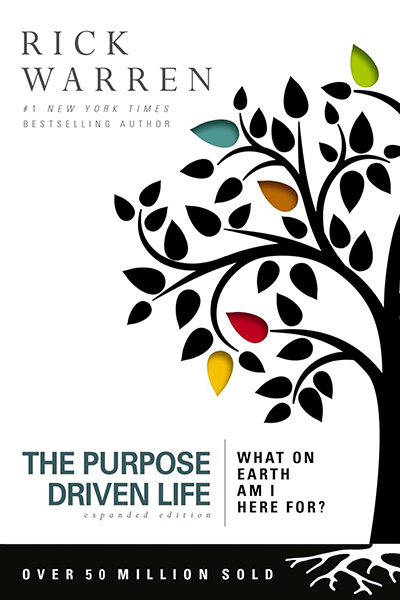 RICK
WARREN
#1 NEW YORK TIMES
BESTSELLING AUTHOR
THE PURPOSE
DRIVEN LIFE
expanded edition
WHAT ON
EARTH
AM I
HERE FOR?
OVER 50 MILLION SOLD